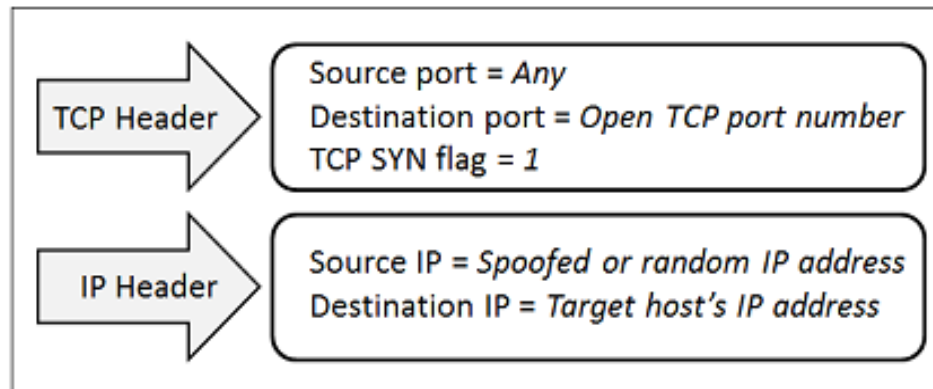 TCP Header
Source port = Any
Destination port = Open TCP port number
TCP SYN flag = 1
IP Header
Source IP = Spoofed or random IP address
Destination IP = Target host's IP address